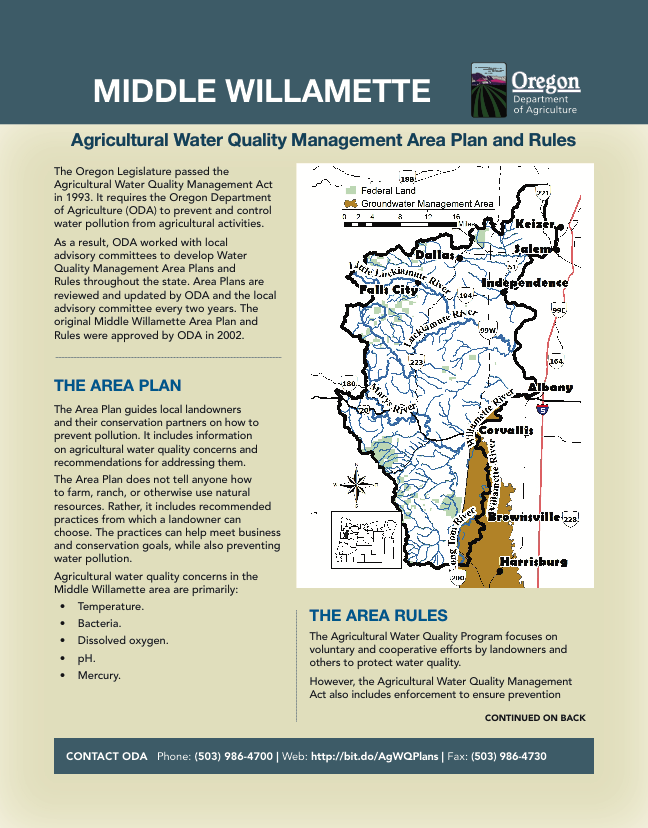 MIDDLE WILLAMETTE
Oregon
Department
of Agriculture
Agricultural Water Quality Management Area Plan and Rules
The Oregon Legislature passed the
Agricultural Water Quality Management Act
in 1993. It requires the Oregon Department
of Agriculture (ODA) to prevent and control
water pollution from agricultural activities.
As a result, ODA worked with local
advisory committees to develop Water
Quality Management Area Plans and
Rules throughout the state. Area Plans are
reviewed and updated by ODA and the local
advisory committee every two years. The
original Middle Willamette Area Plan and
Rules were approved by ODA in 2002.
THE AREA PLAN
The Area Plan guides local landowners
and their conservation partners on how to
prevent pollution. It includes information
on agricultural water quality concerns and
recommendations for addressing them.
The Area Plan does not tell anyone how
to farm, ranch, or otherwise use natural
resources. Rather, it includes recommended
practices from which a landowner can
choose. The practices can help meet business
and conservation goals, while also preventing
water pollution.
Agricultural water quality concerns in the
Middle Willamette area are primarily:
• Temperature.
• Bacteria.
• Dissolved oxygen.
• pH.
• Mercury.
188
Federal Land
Groundwater Management Area
0 2 4 8 12 16
221
Keizer
Salem
Dallas
51
Little Luckiamute River
Falls City
194
Independence
99E
Luckiamute River
99W
223
164
180
Albany
Marys River
20
5
Willamette River
Corvallis
Willamette River
Brownsville
228
Long Tom River
200
Harrisburg
THE AREA RULES
The Agricultural Water Quality Program focuses on
voluntary and cooperative efforts by landowners and
others to protect water quality.
However, the Agricultural Water Quality Management
Act also includes enforcement to ensure prevention
CONTINUED ON BACK
CONTACT ODA Phone: (503) 986-4700 | Web: http://bit.do/AgWQPlans | Fax: (503) 986-4730